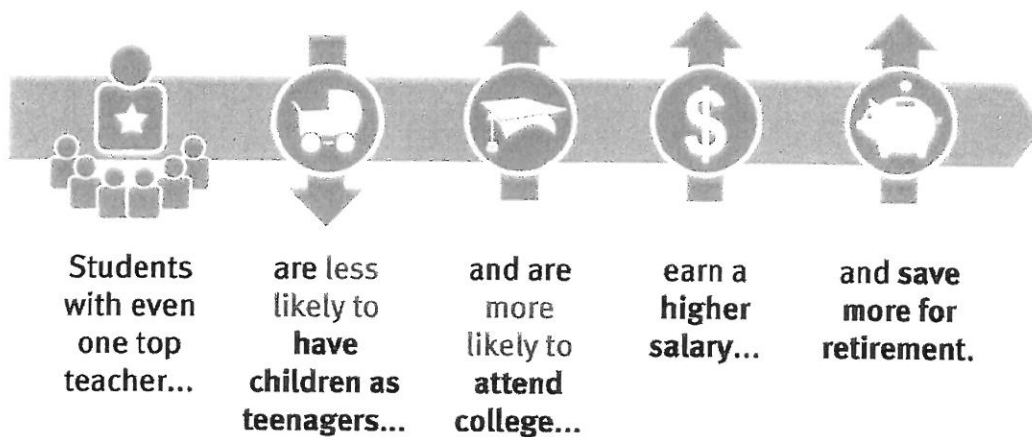 Students
with even
one top
teacher...
are less
likely to
have
children as
teenagers...
and are
more
likely to
attend
college...
earn a
higher
salary...
and save
more for
retirement.